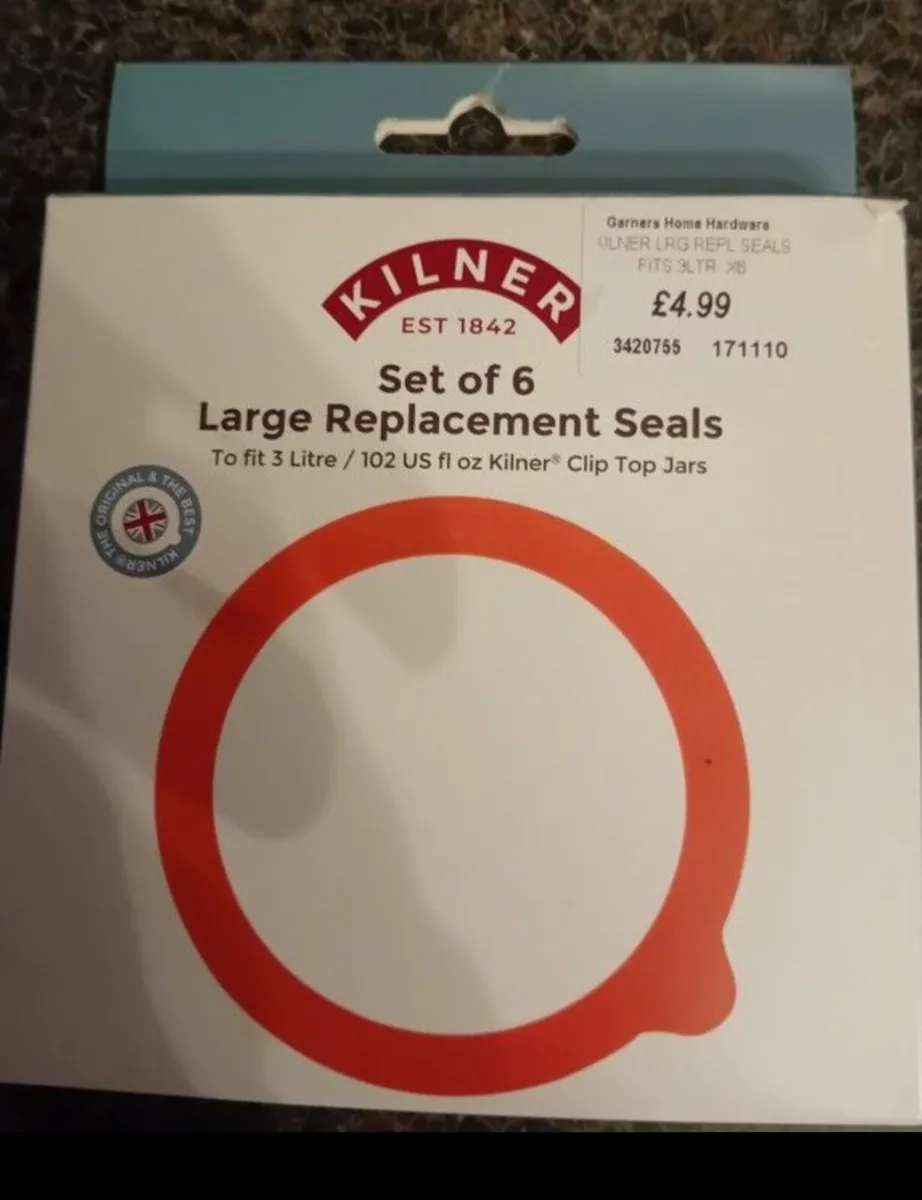 Garners Home Hardware
KILNER LRG REPL SEALS
FITS 3LTR X6
£4.99
3420755 171110
KILNER
EST 1842
Set of 6
Large Replacement Seals
To fit 3 Litre / 102 US fl oz Kilner® Clip Top Jars
THE ORIGINAL & THE BEST
KILNER®